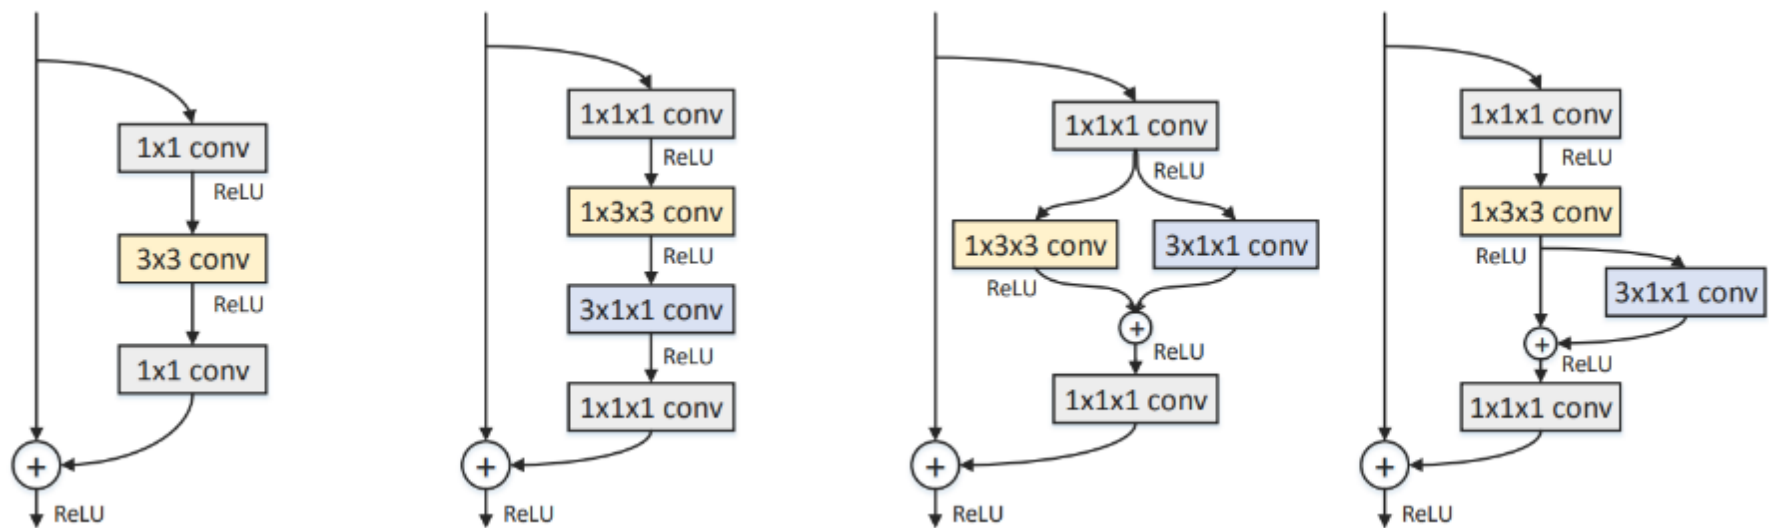 1x1 conv
ReLU
3x3 conv
ReLU
1x1 conv
+
ReLU
1x1x1 conv
ReLU
1x3x3 conv
ReLU
3x1x1 conv
ReLU
1x1x1 conv
+
ReLU
1x1x1 conv
ReLU
1x3x3 conv
3x1x1 conv
ReLU
+
ReLU
1x1x1 conv
+
ReLU
1x1x1 conv
ReLU
1x3x3 conv
ReLU
3x1x1 conv
+
ReLU
1x1x1 conv
+
ReLU